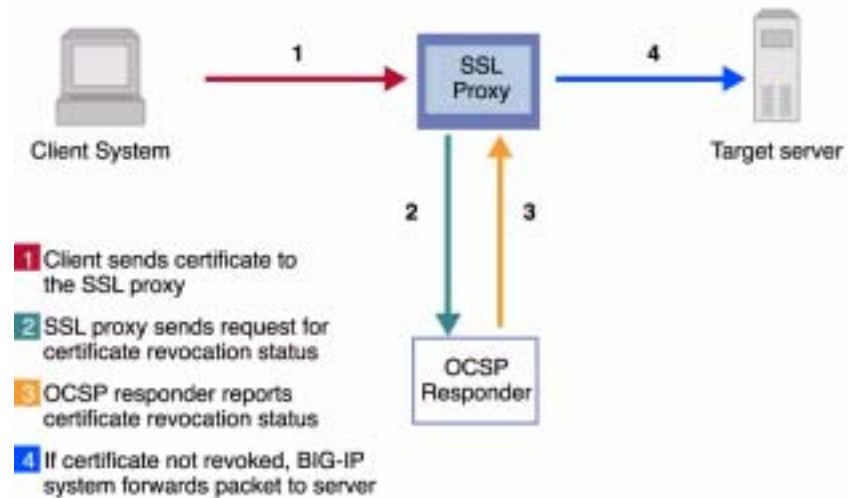 1
4
SSL
Proxy
Client System
Target server
2
3
1 Client sends certificate to
the SSL proxy
2 SSL proxy sends request for
certificate revocation status
OCSP
Responder
3 OCSP responder reports
certificate revocation status
4 If certificate not revoked, BIG-IP
system forwards packet to server